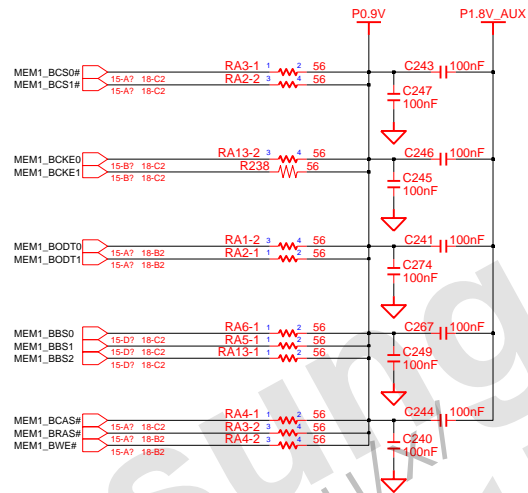 P0.9V P1.8V_AUX
MEM1_BCS0# RA3-1 1 2 56 C243 100nF
MEM1_BCS1# 15-A? 18-C2 RA2-2 3 4 56
15-A? 18-C2 C247
100nF
MEM1_BCKE0 RA13-2 3 4 56 C246 100nF
MEM1_BCKE1 15-B? 18-C2 R238 56
15-B? 18-C2 C245
100nF
MEM1_BODT0 RA1-2 3 4 56 C241 100nF
MEM1_BODT1 15-A? 18-B2 RA2-1 1 2 56
15-A? 18-B2 C274
100nF
MEM1_BBS0 RA6-1 1 2 56 C267 100nF
MEM1_BBS1 15-D? 18-C2 RA5-1 1 2 56
MEM1_BBS2 15-D? 18-C2 RA13-1 1 2 56 C249
15-D? 18-C2 100nF
MEM1_BCAS# RA4-1 1 2 56 C244 100nF
MEM1_BRAS# 15-A? 18-C2 RA3-2 3 4 56
MEM1_BWE# 15-A? 18-B2 RA4-2 3 4 56 C240
15-A? 18-B2 100nF